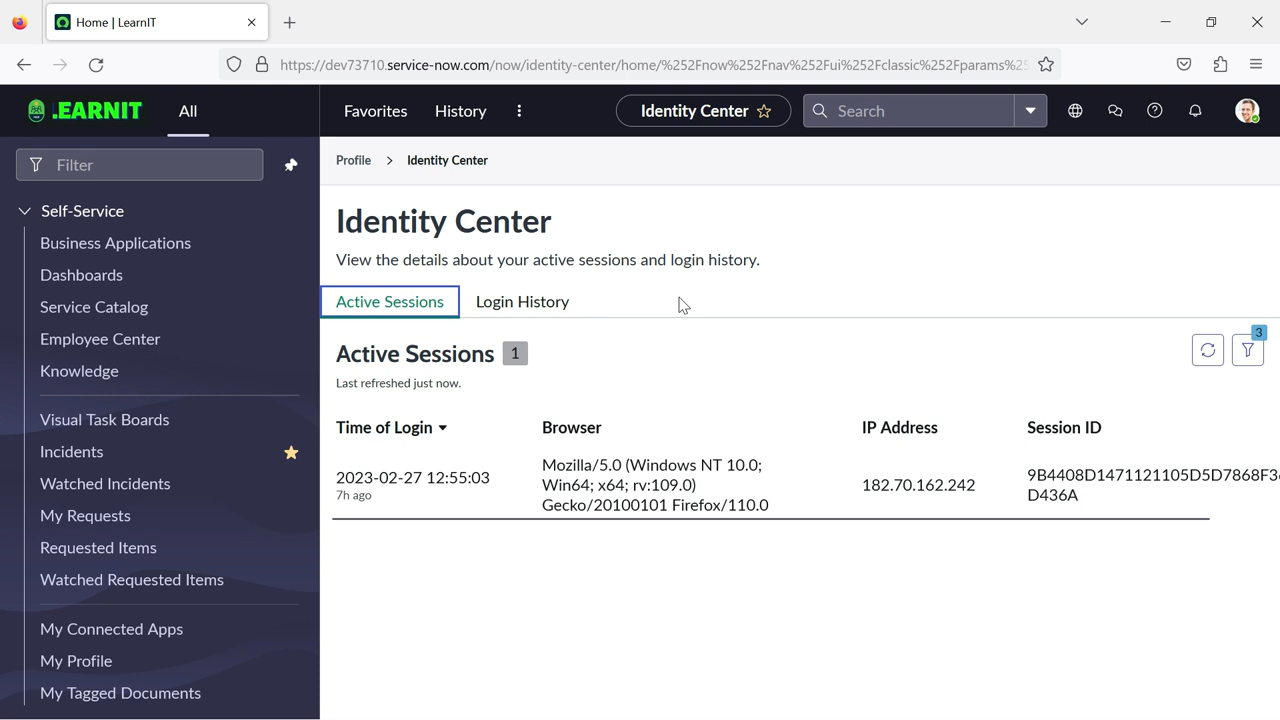 Home | LearnIT
https://dev73710.service-now.com/now/identity-center/home/%252Fnow%252Fnav%252Fui%252Fclassic%252Fparams%25
LEARNIT
All
Favorites
History
Identity Center
Search
Filter
Profile
Identity Center
Self-Service
Business Applications
Dashboards
Service Catalog
Employee Center
Knowledge
Visual Task Boards
Incidents
Watched Incidents
My Requests
Requested Items
Watched Requested Items
My Connected Apps
My Profile
My Tagged Documents
Identity Center
View the details about your active sessions and login history.
Active Sessions
Login History
Active Sessions 1
3
Last refreshed just now.
Time of Login
Browser
IP Address
Session ID
2023-02-27 12:55:03
7h ago
Mozilla/5.0 (Windows NT 10.0;
Win64; x64; rv:109.0)
Gecko/20100101 Firefox/110.0
182.70.162.242
9B4408D1471121105D5D7868F3
D436A